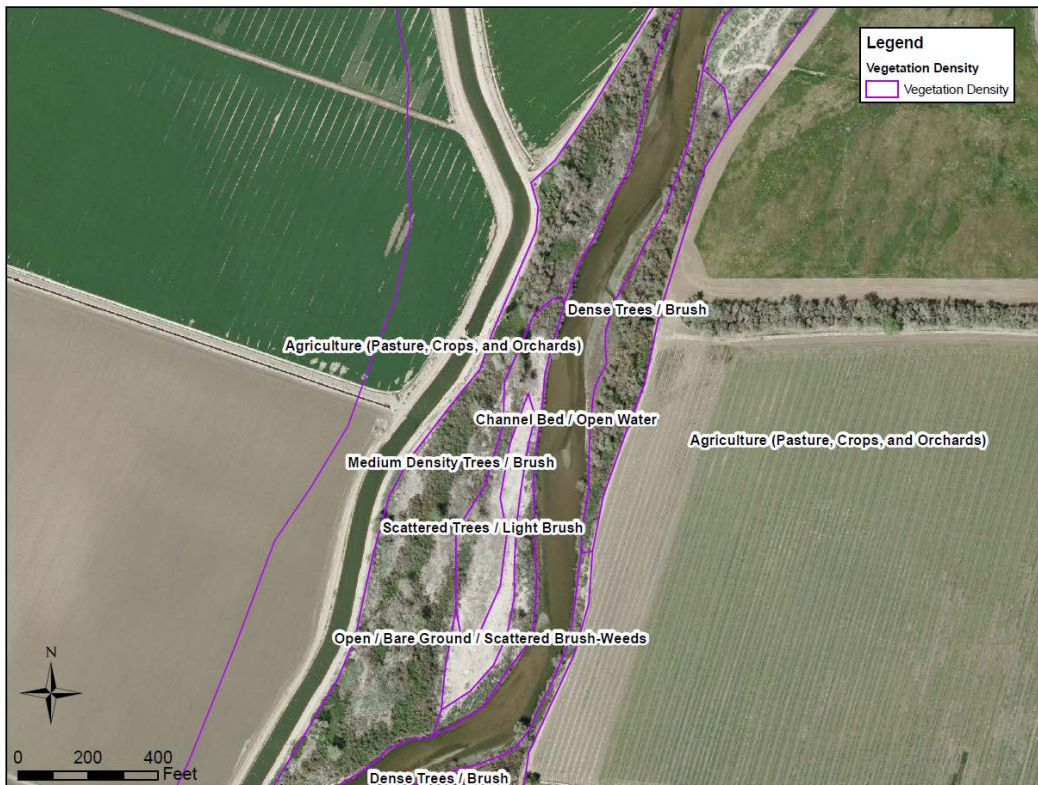 Legend
Vegetation Density
Vegetation Density
Dense Trees / Brush
Agriculture (Pasture, Crops, and Orchards)
Channel Bed / Open Water
Agriculture (Pasture, Crops, and Orchards)
Medium Density Trees / Brush
Scattered Trees / Light Brush
Open / Bare Ground / Scattered Brush-Weeds
N
0 200 400
Feet
Dense Trees / Brush